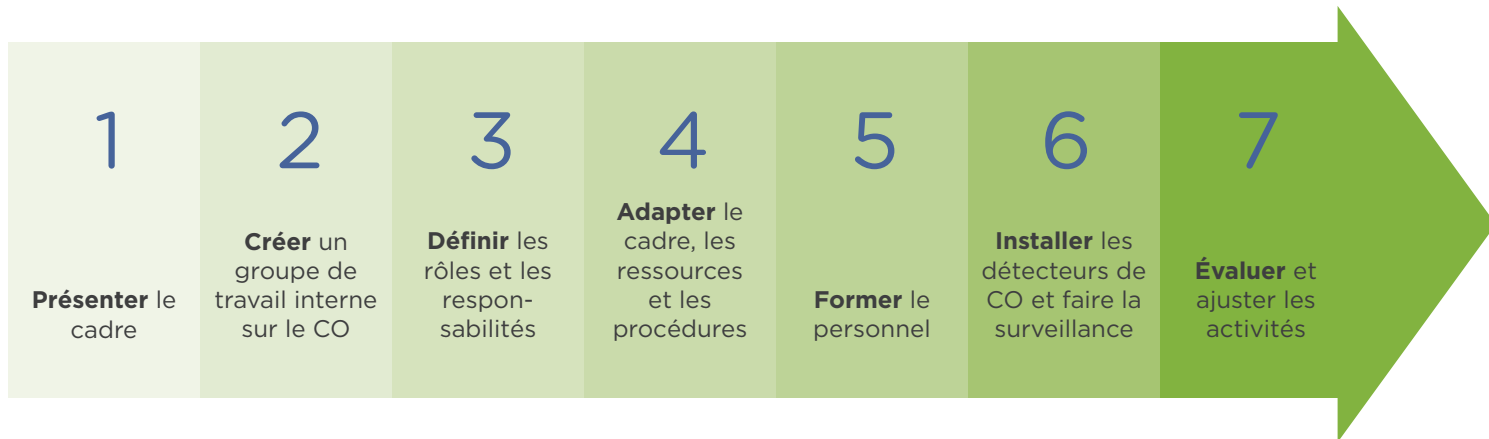 1
Présenter le
cadre
2
Créer un
groupe de
travail interne
sur le CO
3
Définir les
rôles et les
respon-
sabilités
4
Adapter le
cadre, les
ressources
et les
procédures
5
Former le
personnel
6
Installer les
détecteurs de
CO et faire la
surveillance
7
Évaluer et
ajuster les
activités